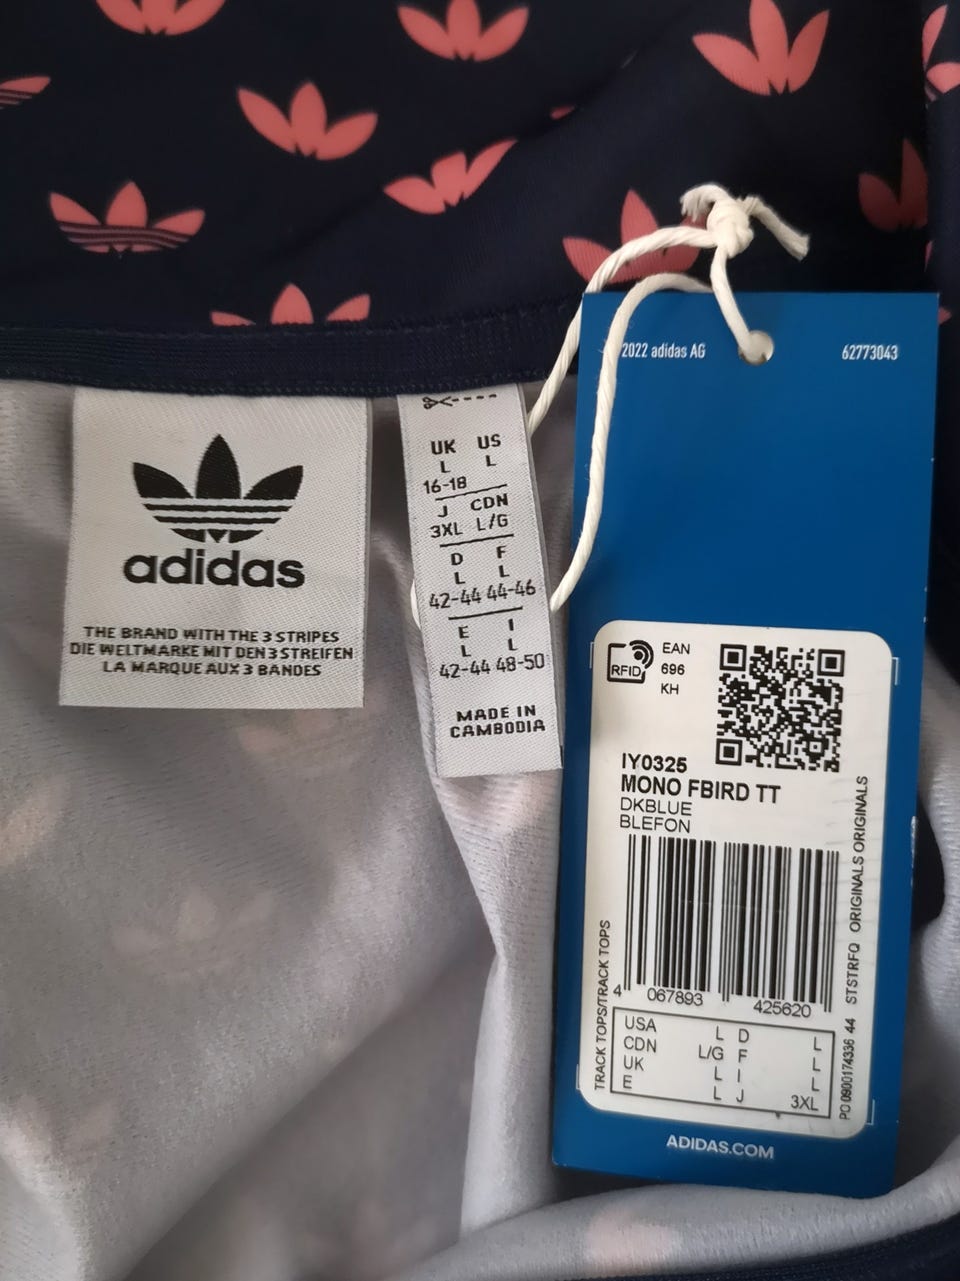 adidas
THE BRAND WITH THE 3 STRIPES
DIE WELTMARKE MIT DEN 3 STREIFEN
LA MARQUE AUX 3 BANDES
UK US
L L
16-18
J CDN
3XL L/G
D F
L L
42-44 44-46
E I
L L
42-44 48-50
MADE IN
CAMBODIA
2022 adidas AG 62773043
RFID
EAN
696
KH
IY0325
MONO FBIRD TT
DKBLUE
BLEFON
4 067893 425620
USA L D L
CDN L/G F L
UK L I L
E L J 3XL
TRACK TOPS/TRACK TOPS
PO 0900174336 44 STSTRFQ ORIGINALS ORIGINALS
ADIDAS.COM